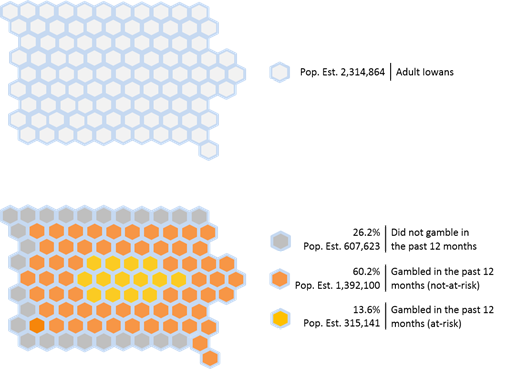 Pop. Est. 2,314,864 Adult Iowans
26.2% Did not gamble in
Pop. Est. 607,623 the past 12 months
60.2% Gambled in the past 12
Pop. Est. 1,392,100 months (not-at-risk)
13.6% Gambled in the past 12
Pop. Est. 315,141 months (at-risk)